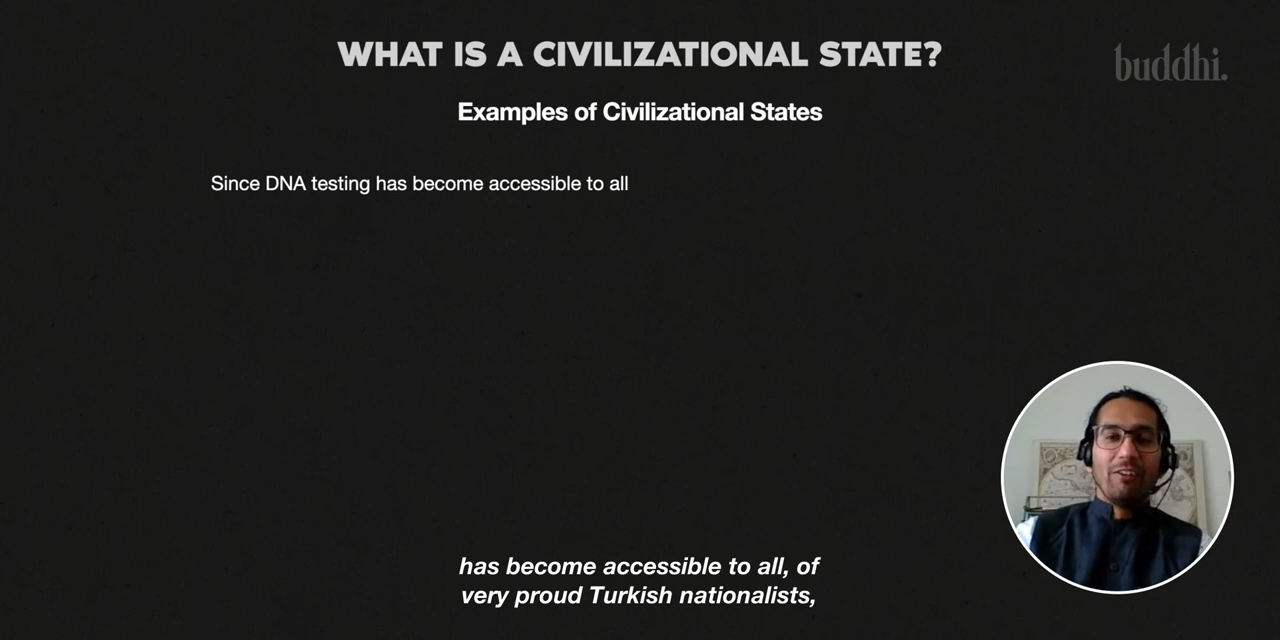 WHAT IS A CIVILIZATIONAL STATE?
buddhi.
Examples of Civilizational States
Since DNA testing has become accessible to all
has become accessible to all, of
very proud Turkish nationalists,